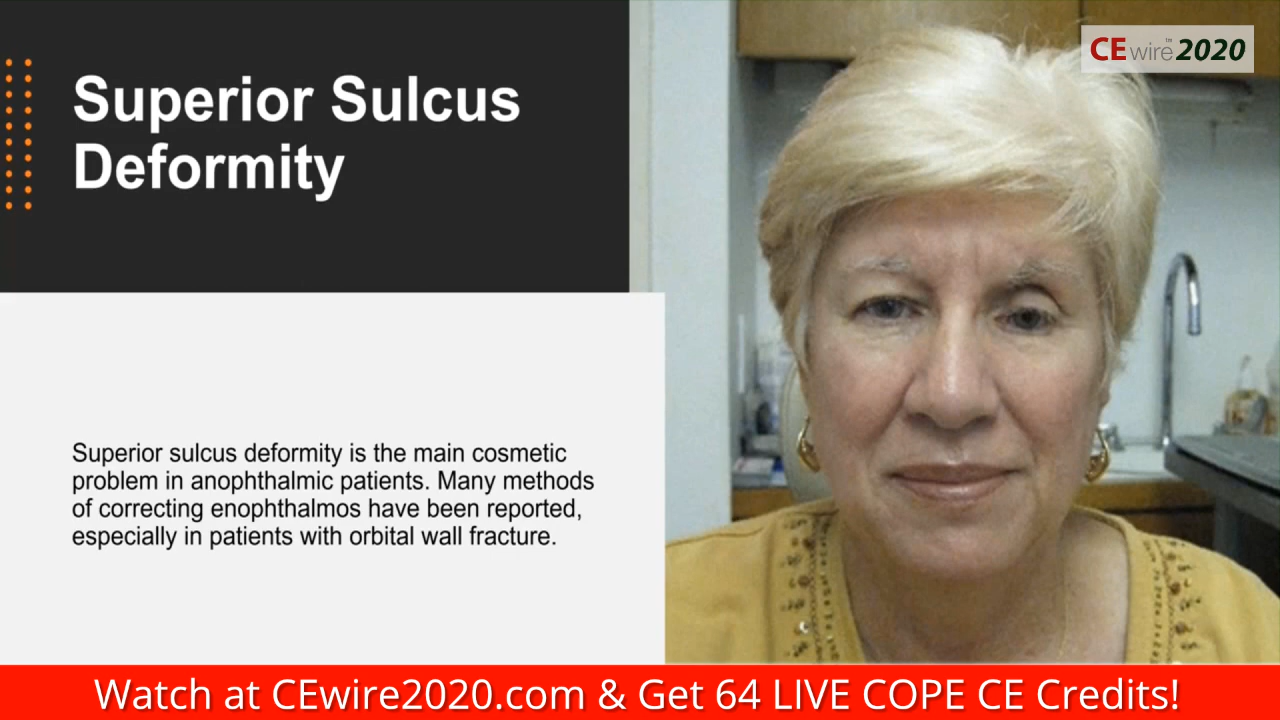 CEwire™2020
Superior Sulcus
Deformity
Superior sulcus deformity is the main cosmetic
problem in anophthalmic patients. Many methods
of correcting enophthalmos have been reported,
especially in patients with orbital wall fracture.
Watch at CEwire2020.com & Get 64 LIVE COPE CE Credits!